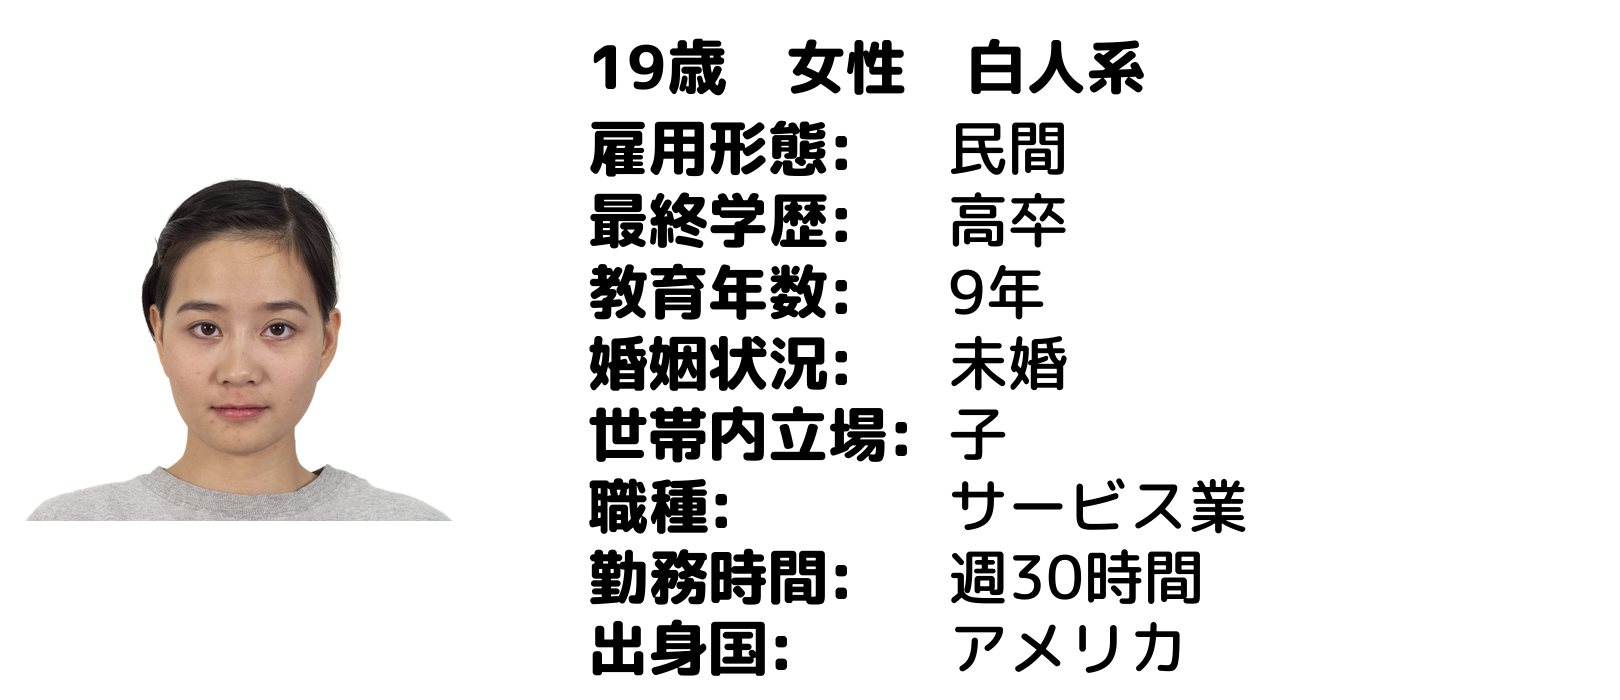 19歳　女性　白人系
雇用形態:　民間
最終学歴:　高卒
教育年数:　9年
婚姻状況:　未婚
世帯内立場:　子
職種:　サービス業
勤務時間:　週30時間
出身国:　アメリカ